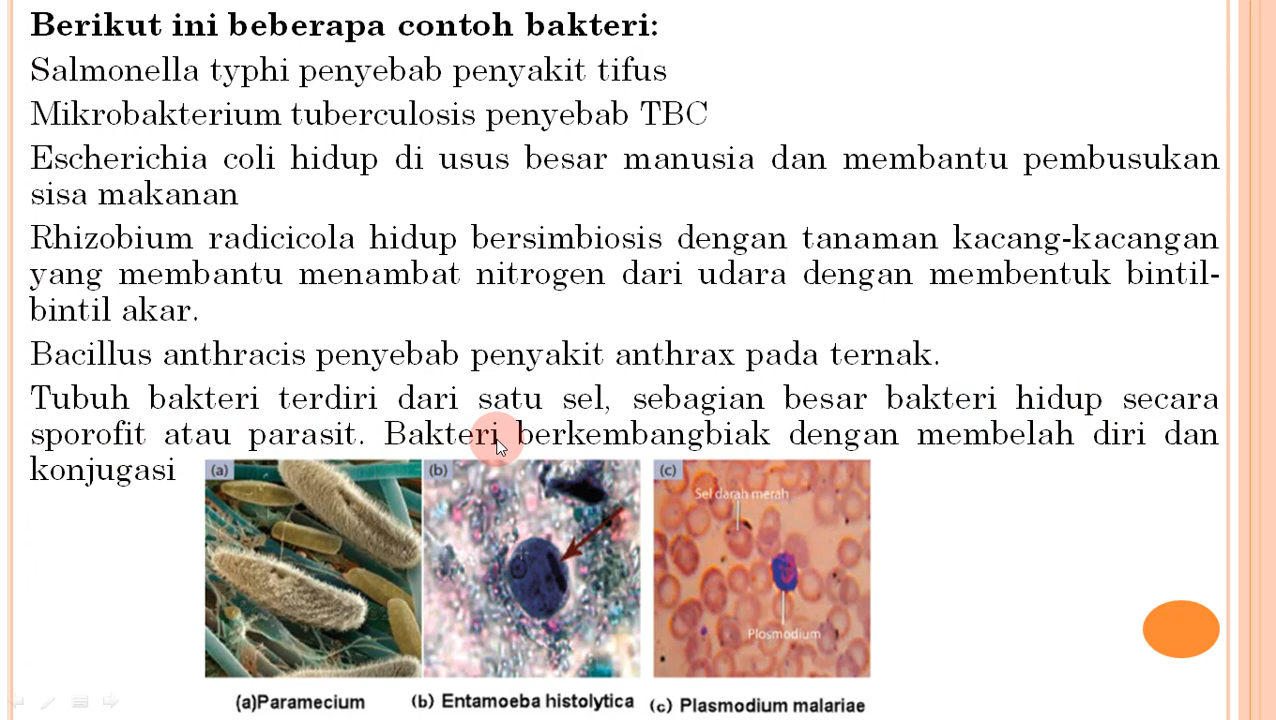 Berikut ini beberapa contoh bakteri:
Salmonella typhi penyebab penyakit tifus
Mikrobakterium tuberculosis penyebab TBC
Escherichia coli hidup di usus besar manusia dan membantu pembusukan
sisa makanan
Rhizobium radicicola hidup bersimbiosis dengan tanaman kacang-kacangan
yang membantu menambat nitrogen dari udara dengan membentuk bintil-
bintil akar.
Bacillus anthracis penyebab penyakit anthrax pada ternak.
Tubuh bakteri terdiri dari satu sel, sebagian besar bakteri hidup secara
sporofit atau parasit. Bakteri berkembangbiak dengan membelah diri dan
konjugasi
(a)
(b)
(c)
Sel darah merah
Plosmodium
(a)Paramecium
(b) Entamoeba histolytica
(c) Plasmodium malariae